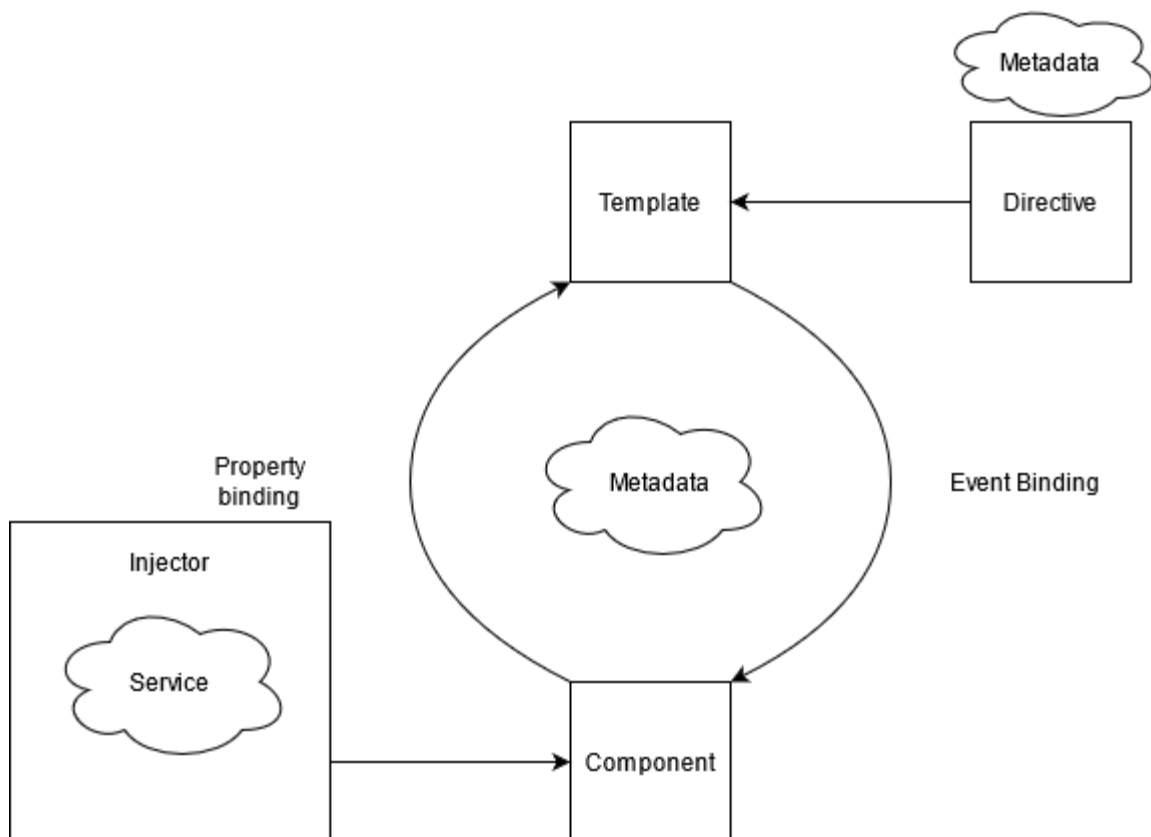 Metadata
Template
Directive
Property
binding
Metadata
Event Binding
Injector
Service
Component